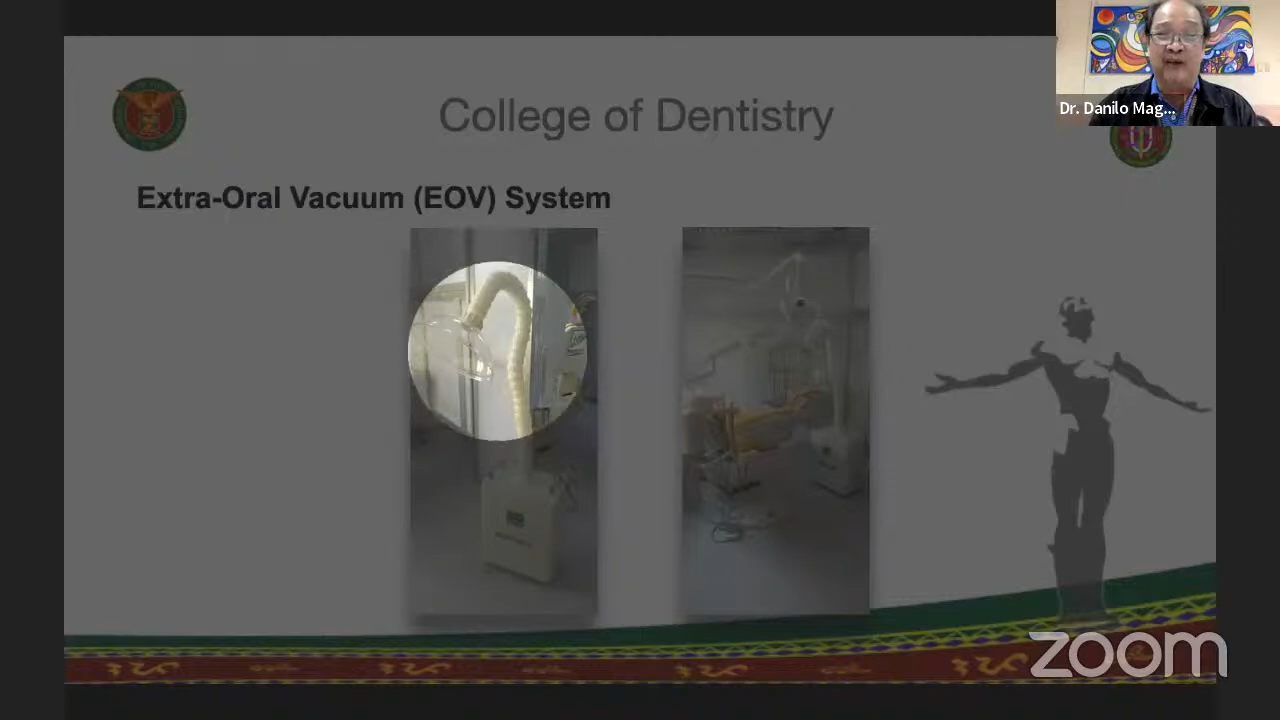 College of Dentistry
Dr. Danilo Mag...
Extra-Oral Vacuum (EOV) System
zoom